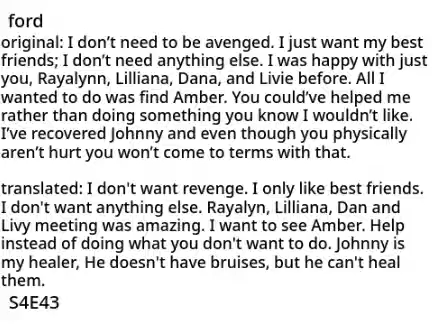 ford
original: I don’t need to be avenged. I just want my best
friends; I don’t need anything else. I was happy with just
you, Rayalynn, Lilliana, Dana, and Livie before. All I
wanted to do was find Amber. You could’ve helped me
rather than doing something you know I wouldn’t like.
I’ve recovered Johnny and even though you physically
aren’t hurt you won’t come to terms with that.

translated: I don't want revenge. I only like best friends.
I don't want anything else. Rayalyn, Lilliana, Dan and
Livy meeting was amazing. I want to see Amber. Help
instead of doing what you don't want to do. Johnny is
my healer, He doesn't have bruises, but he can't heal
them.
S4E43